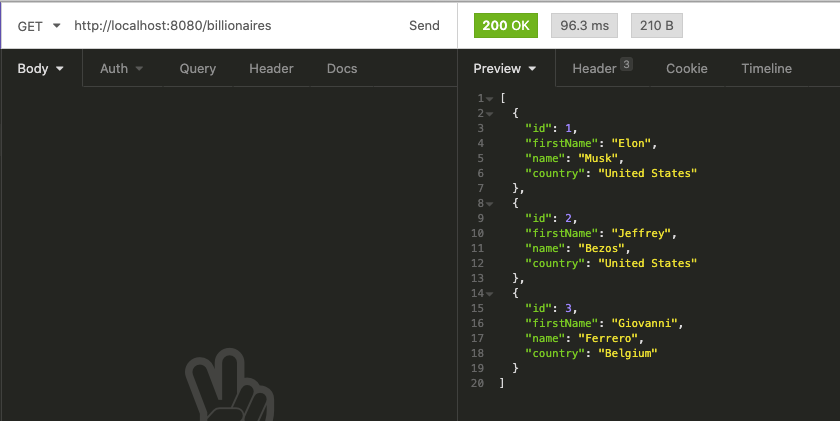 GET http://localhost:8080/billionaires Send 200 OK 96.3 ms 210 B
Body Auth Query Header Docs Preview Header 3 Cookie Timeline
1 [
2 {
3 "id": 1,
4 "firstName": "Elon",
5 "name": "Musk",
6 "country": "United States"
7 },
8 {
9 "id": 2,
10 "firstName": "Jeffrey",
11 "name": "Bezos",
12 "country": "United States"
13 },
14 {
15 "id": 3,
16 "firstName": "Giovanni",
17 "name": "Ferrero",
18 "country": "Belgium"
19 }
20 ]